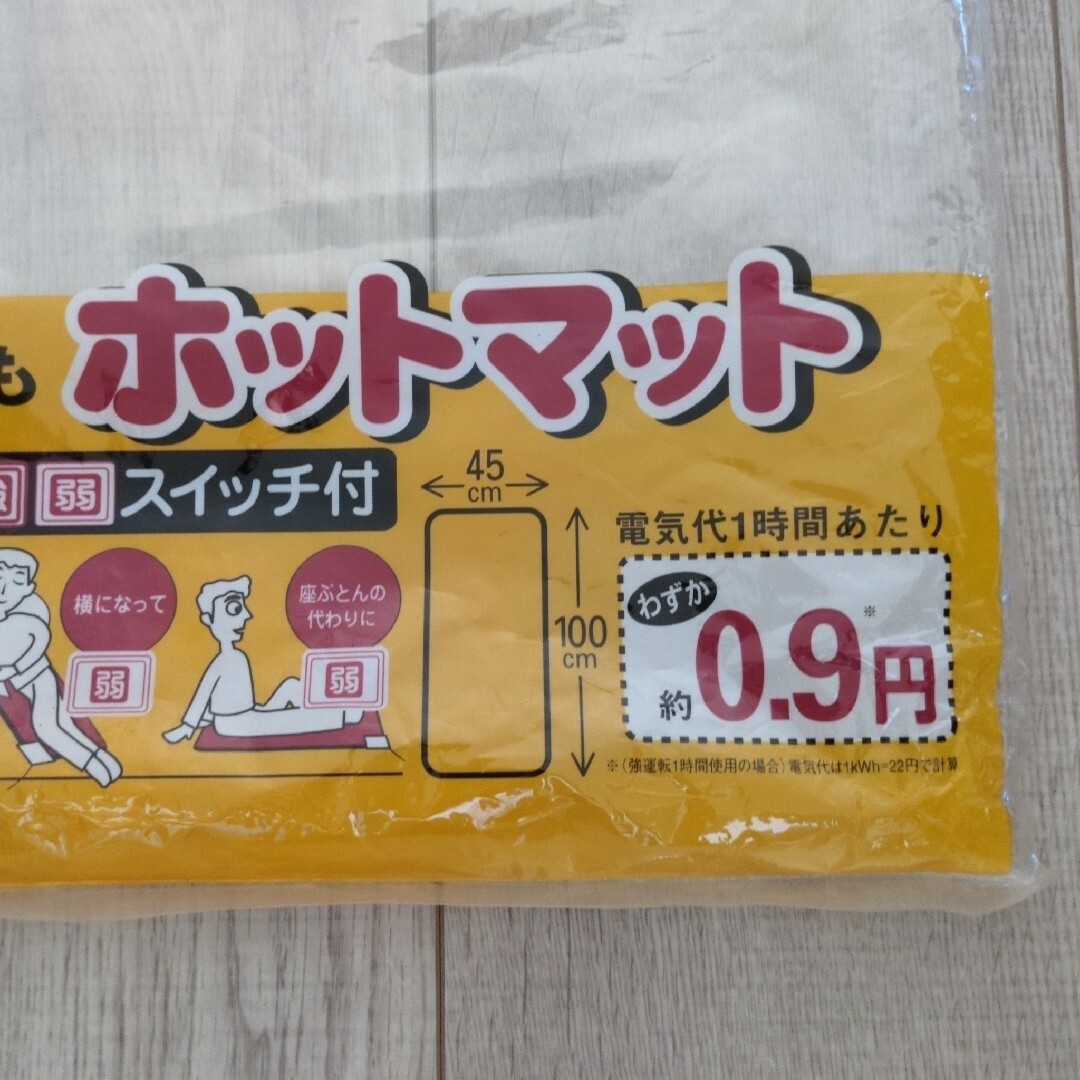 も ホットマット
強 弱 スイッチ付
横になって
弱
座ぶとんの
代わりに
弱
45
cm
100
cm
電気代1時間あたり
わずか
約0.9円※
※(強運転1時間使用の場合)電気代は1kWh=22円で計算